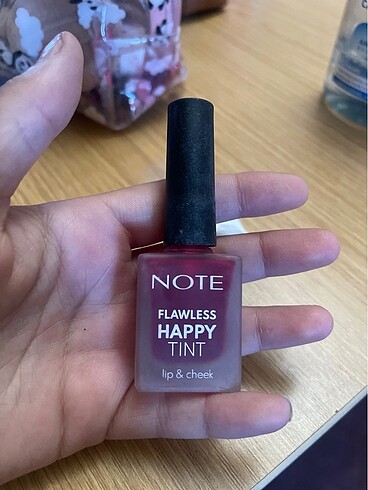 NOTE
FLAWLESS
HAPPY
TINT
lip & cheek